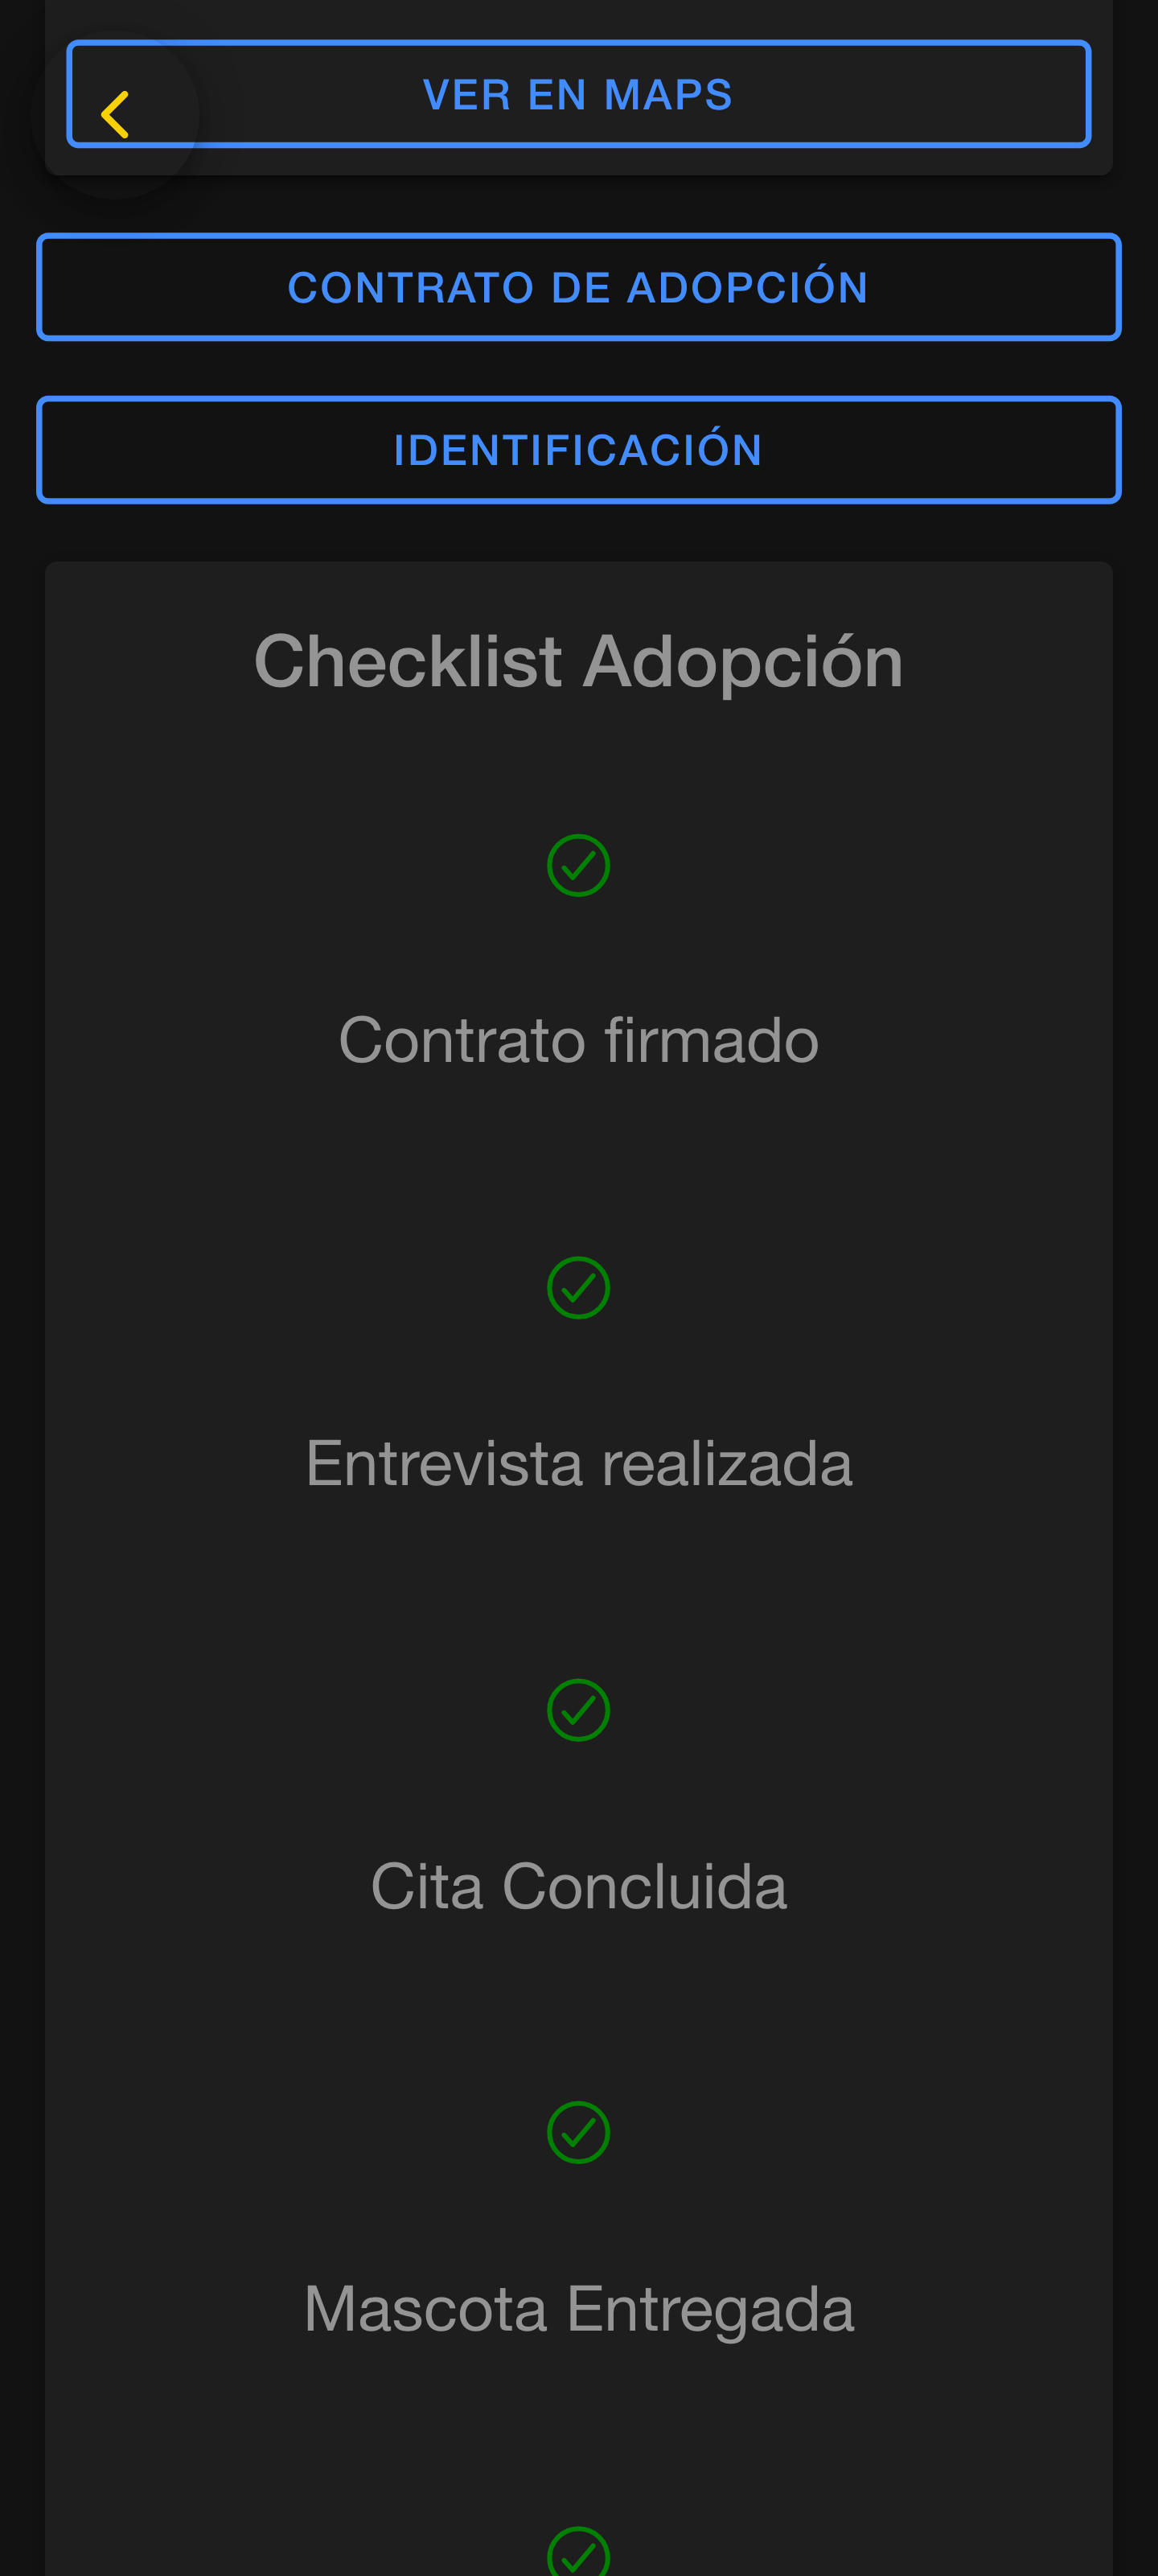 VER EN MAPS
CONTRATO DE ADOPCIÓN
IDENTIFICACIÓN
Checklist Adopción
Contrato firmado
Entrevista realizada
Cita Concluida
Mascota Entregada